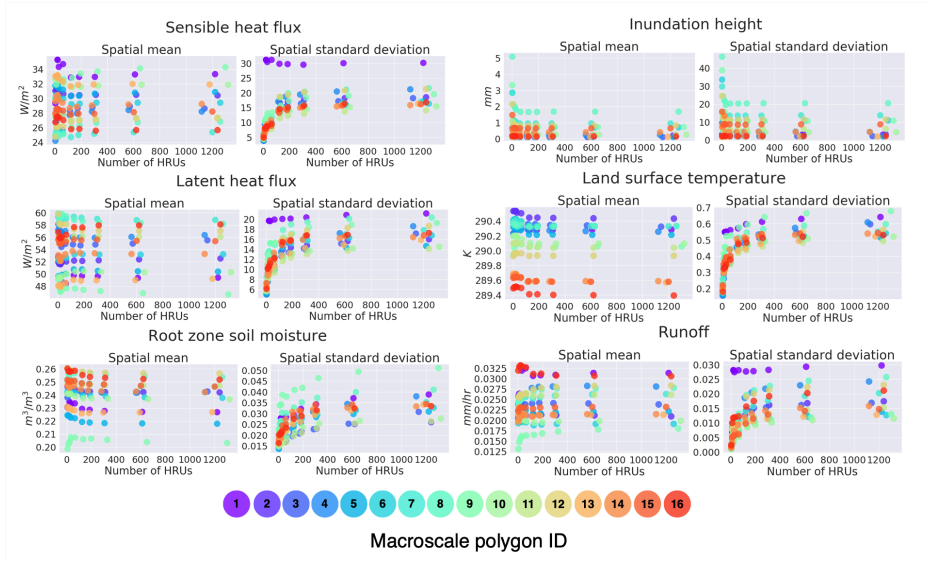 Sensible heat flux
Spatial mean
Spatial standard deviation
W/m²
34
32
30
28
26
24
0 200 400 600 800 1000 1200
Number of HRUs
30
25
20
15
10
5
0 200 400 600 800 1000 1200
Number of HRUs
Inundation height
Spatial mean
Spatial standard deviation
mm
5
4
3
2
1
0
0 200 400 600 800 1000 1200
Number of HRUs
40
30
20
10
0
0 200 400 600 800 1000 1200
Number of HRUs
Latent heat flux
Spatial mean
Spatial standard deviation
W/m²
60
58
56
54
52
50
48
0 200 400 600 800 1000 1200
Number of HRUs
20
18
16
14
12
10
8
6
0 200 400 600 800 1000 1200
Number of HRUs
Land surface temperature
Spatial mean
Spatial standard deviation
K
290.4
290.2
290.0
289.8
289.6
289.4
0 200 400 600 800 1000 1200
Number of HRUs
0.7
0.6
0.5
0.4
0.3
0.2
0 200 400 600 800 1000 1200
Number of HRUs
Root zone soil moisture
Spatial mean
Spatial standard deviation
m³/m³
0.26
0.25
0.24
0.23
0.22
0.21
0.20
0 200 400 600 800 1000 1200
Number of HRUs
0.050
0.045
0.040
0.035
0.030
0.025
0.020
0.015
0 200 400 600 800 1000 1200
Number of HRUs
Runoff
Spatial mean
Spatial standard deviation
mm/hr
0.0325
0.0300
0.0275
0.0250
0.0225
0.0200
0.0175
0.0150
0.0125
0 200 400 600 800 1000 1200
Number of HRUs
0.030
0.025
0.020
0.015
0.010
0.005
0.000
0 200 400 600 800 1000 1200
Number of HRUs
1 2 3 4 5 6 7 8 9 10 11 12 13 14 15 16
Macroscale polygon ID